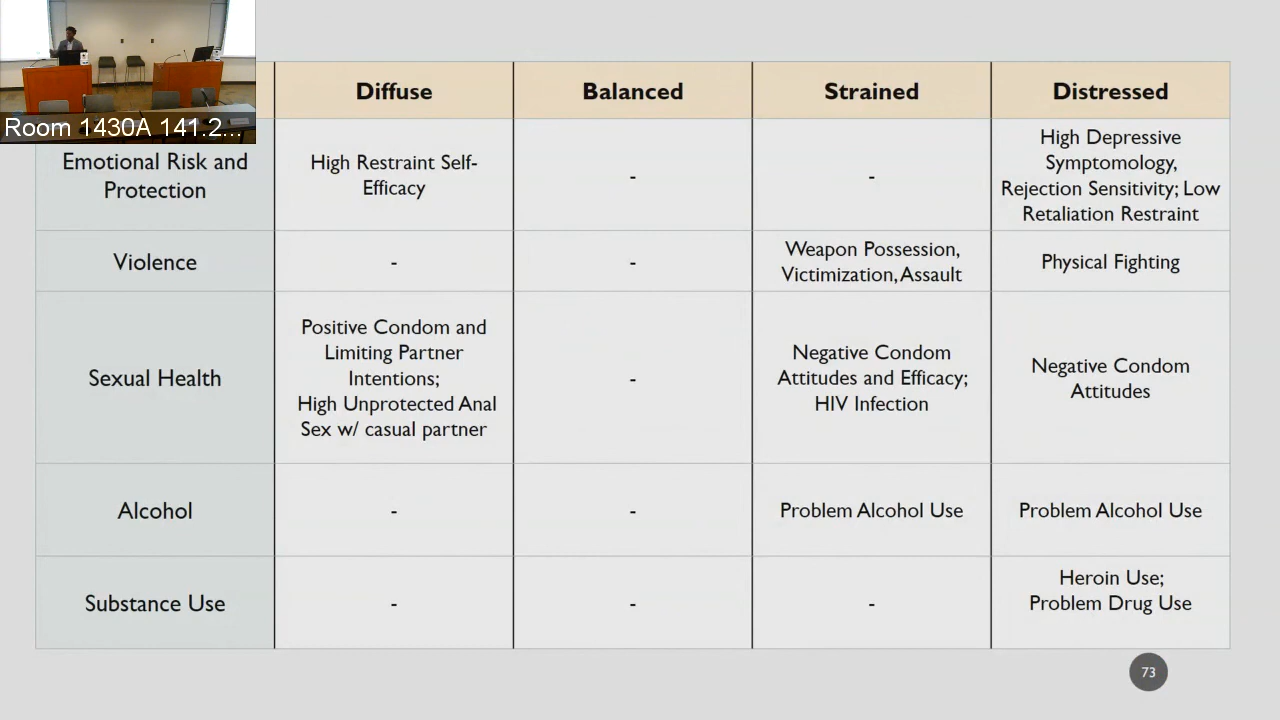 Room 1430A 141.2...
Diffuse
Balanced
Strained
Distressed
Emotional Risk and
Protection
High Restraint Self-
Efficacy
-
-
High Depressive
Symptomology,
Rejection Sensitivity; Low
Retaliation Restraint
Violence
-
-
Weapon Possession,
Victimization, Assault
Physical Fighting
Sexual Health
Positive Condom and
Limiting Partner
Intentions;
High Unprotected Anal
Sex w/ casual partner
-
Negative Condom
Attitudes and Efficacy;
HIV Infection
Negative Condom
Attitudes
Alcohol
-
-
Problem Alcohol Use
Problem Alcohol Use
Substance Use
-
-
-
Heroin Use;
Problem Drug Use
73